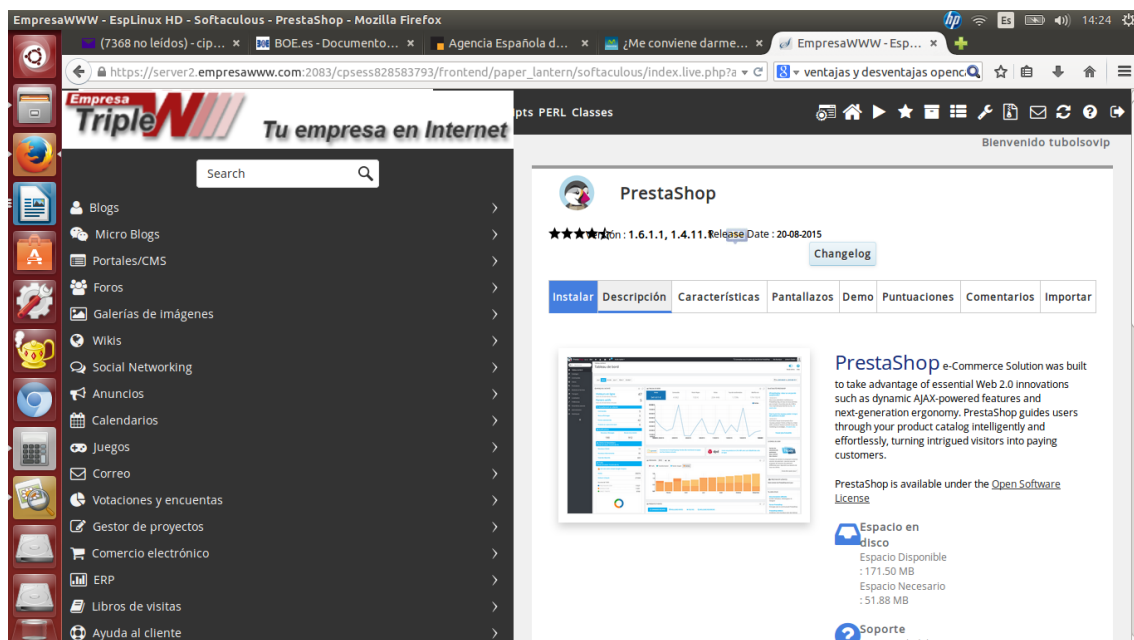 EmpresaWWW - EspLinux HD - Softaculous - PrestaShop - Mozilla Firefox
hp
Es
14:24
(7368 no leídos) - cip...
BOE.es - Documento...
Agencia Española d...
¿Me conviene darme...
EmpresaWWW - Esp...
https://server2.empresawww.com:2083/cpsess828583793/frontend/paper_lantern/softaculous/index.live.php?a
ventajas y desventajas openc
Empresa
TripleW
Tu empresa en Internet
ipts PERL Classes
Bienvenido tubolsovip
Search
Blogs
Micro Blogs
Portales/CMS
Foros
Galerías de imágenes
Wikis
Social Networking
Anuncios
Calendarios
Juegos
Correo
Votaciones y encuentas
Gestor de proyectos
Comercio electrónico
ERP
Libros de visitas
Ayuda al cliente
PrestaShop
: 1.6.1.1, 1.4.11.1
Release Date : 20-08-2015
Changelog
Instalar
Descripción
Características
Pantallazos
Demo
Puntuaciones
Comentarios
Importar
PrestaShop e-Commerce Solution was built
to take advantage of essential Web 2.0 innovations
such as dynamic AJAX-powered features and
next-generation ergonomy. PrestaShop guides users
through your product catalog intelligently and
effortlessly, turning intrigued visitors into paying
customers.
PrestaShop is available under the Open Software
License
Espacio en
disco
Espacio Disponible
: 171.50 MB
Espacio Necesario
: 51.88 MB
Soporte